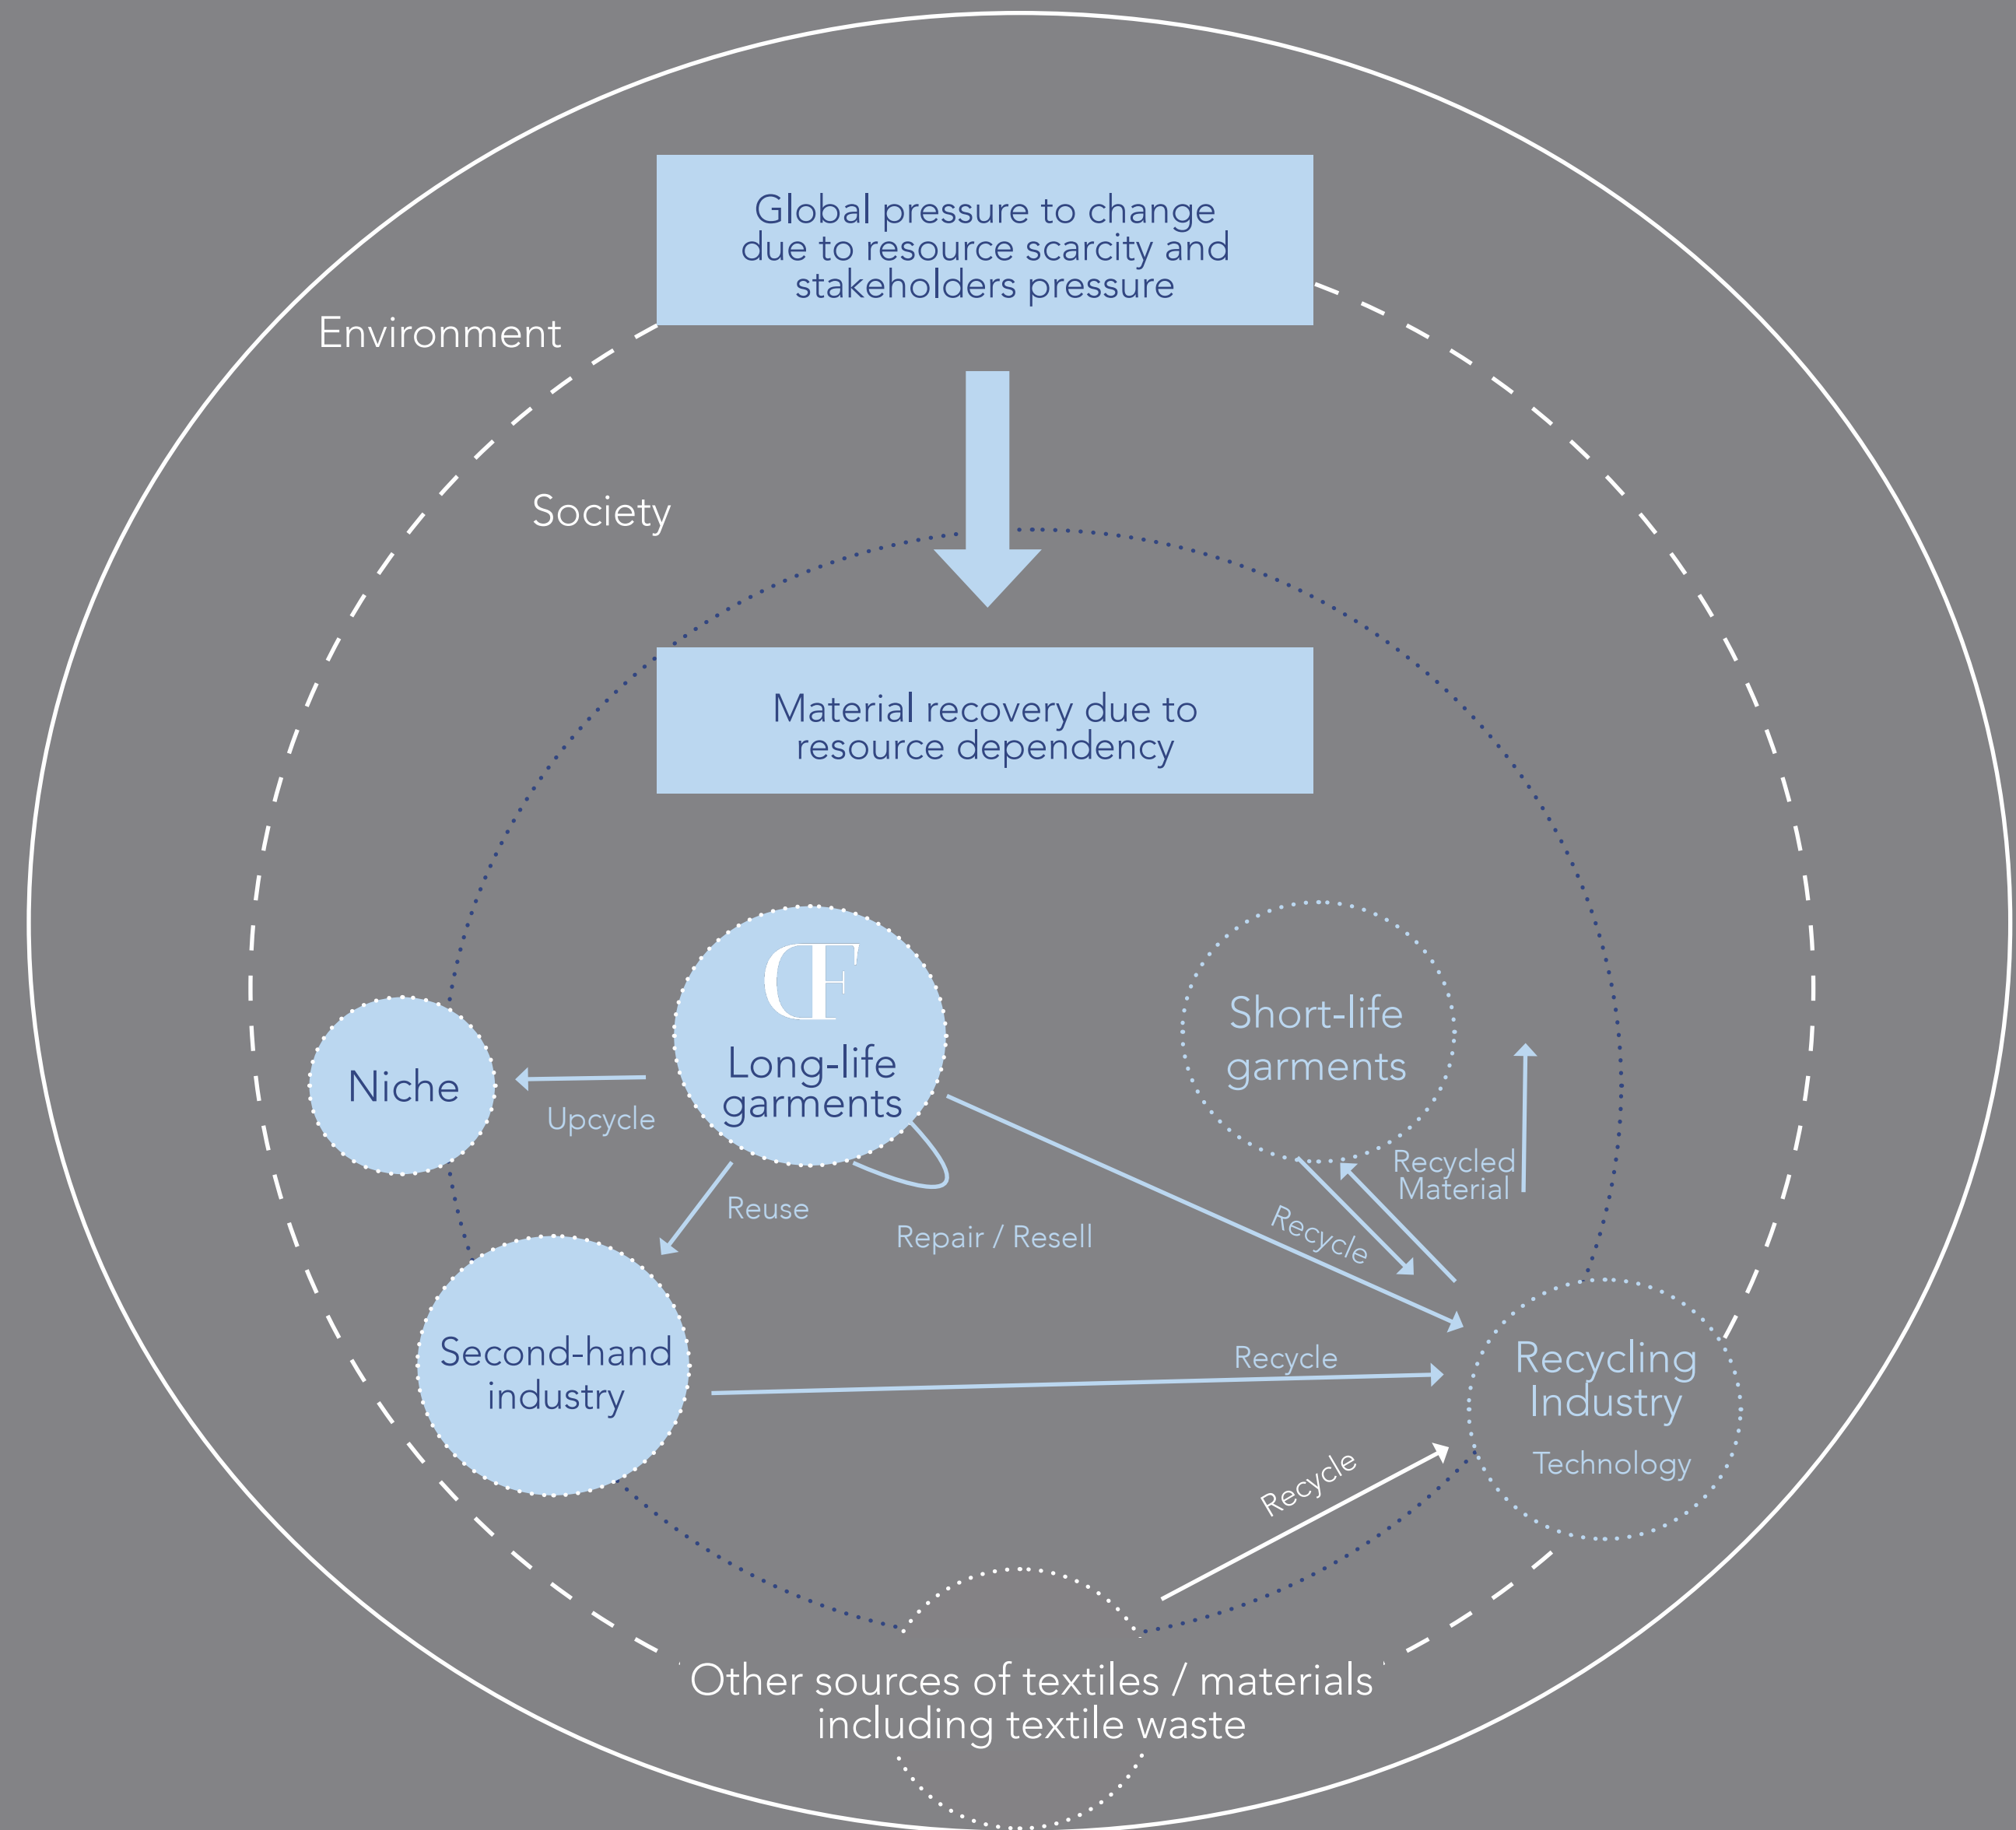 Global pressure to change
due to resource scarcity and
stakeholders pressure
Environment
Society
Material recovery due to
resource dependency
CF
Long-life
garments
Short-life
garments
Niche
Upcycle
Recycled
Material
Reuse
Repair / Resell
Recycle
Second-hand
industry
Recycle
Recycling
Industry
Technology
Recycle
Other sources of textiles / materials
including textile waste